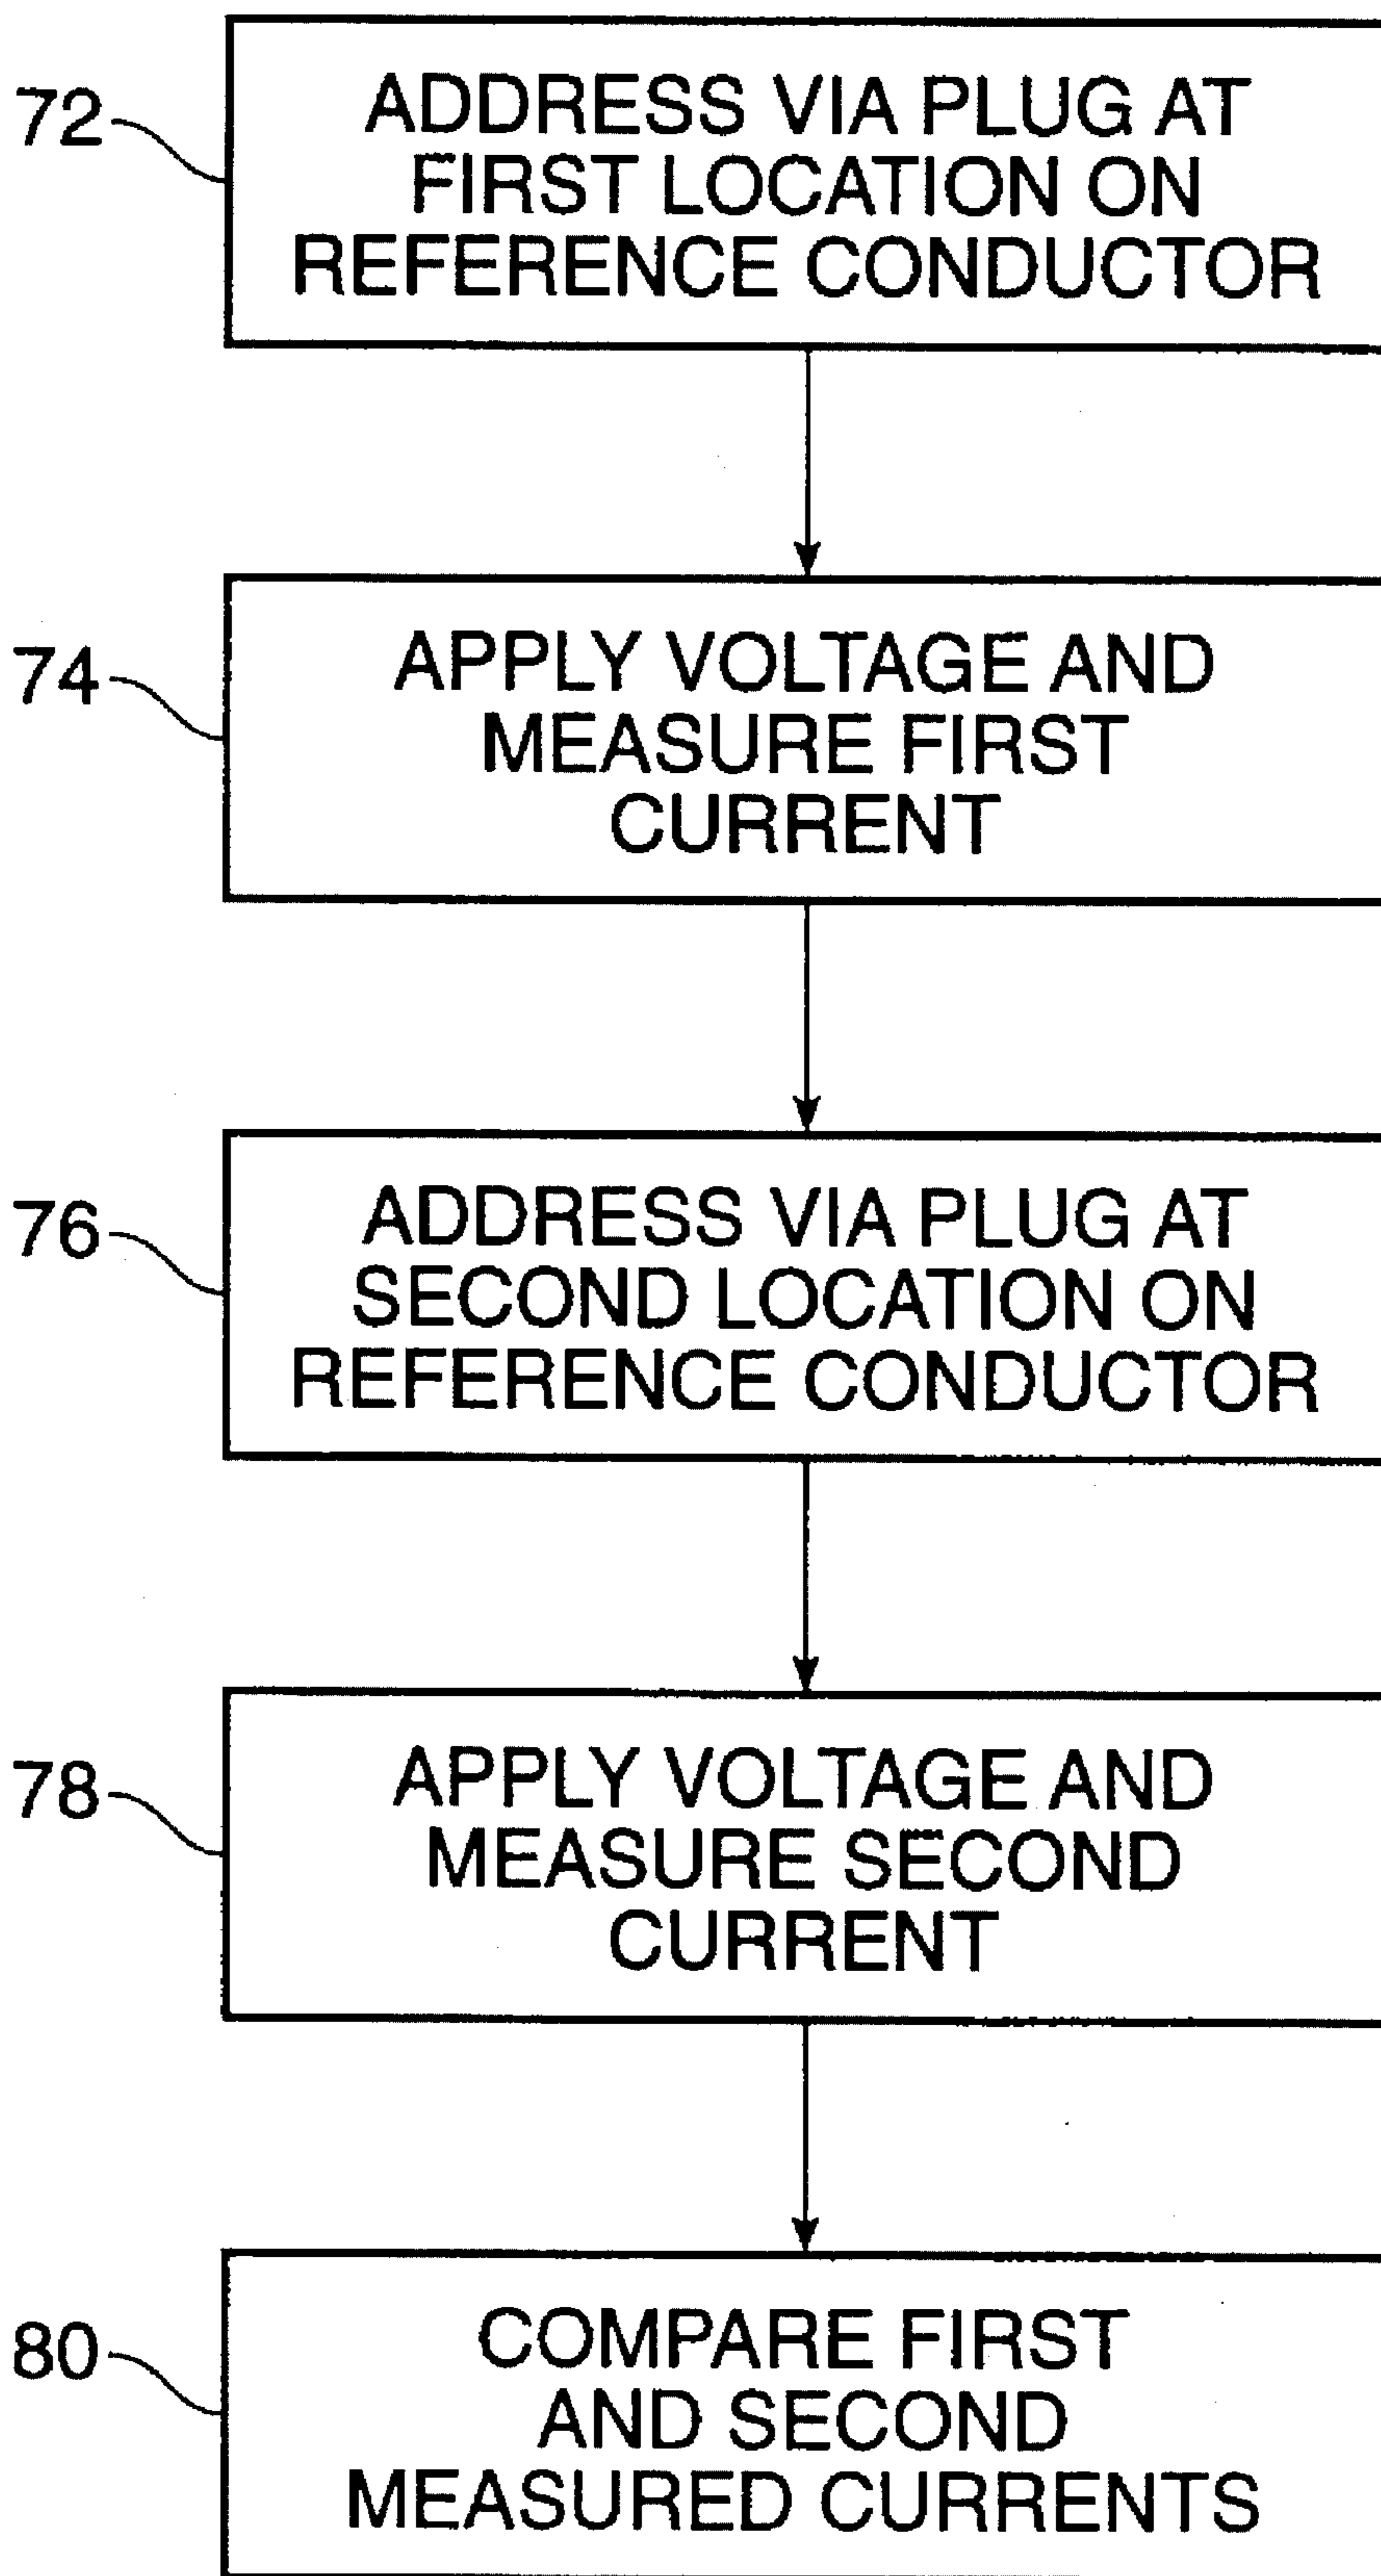 72
ADDRESS VIA PLUG AT
FIRST LOCATION ON
REFERENCE CONDUCTOR
74
APPLY VOLTAGE AND
MEASURE FIRST
CURRENT
76
ADDRESS VIA PLUG AT
SECOND LOCATION ON
REFERENCE CONDUCTOR
78
APPLY VOLTAGE AND
MEASURE SECOND
CURRENT
80
COMPARE FIRST
AND SECOND
MEASURED CURRENTS